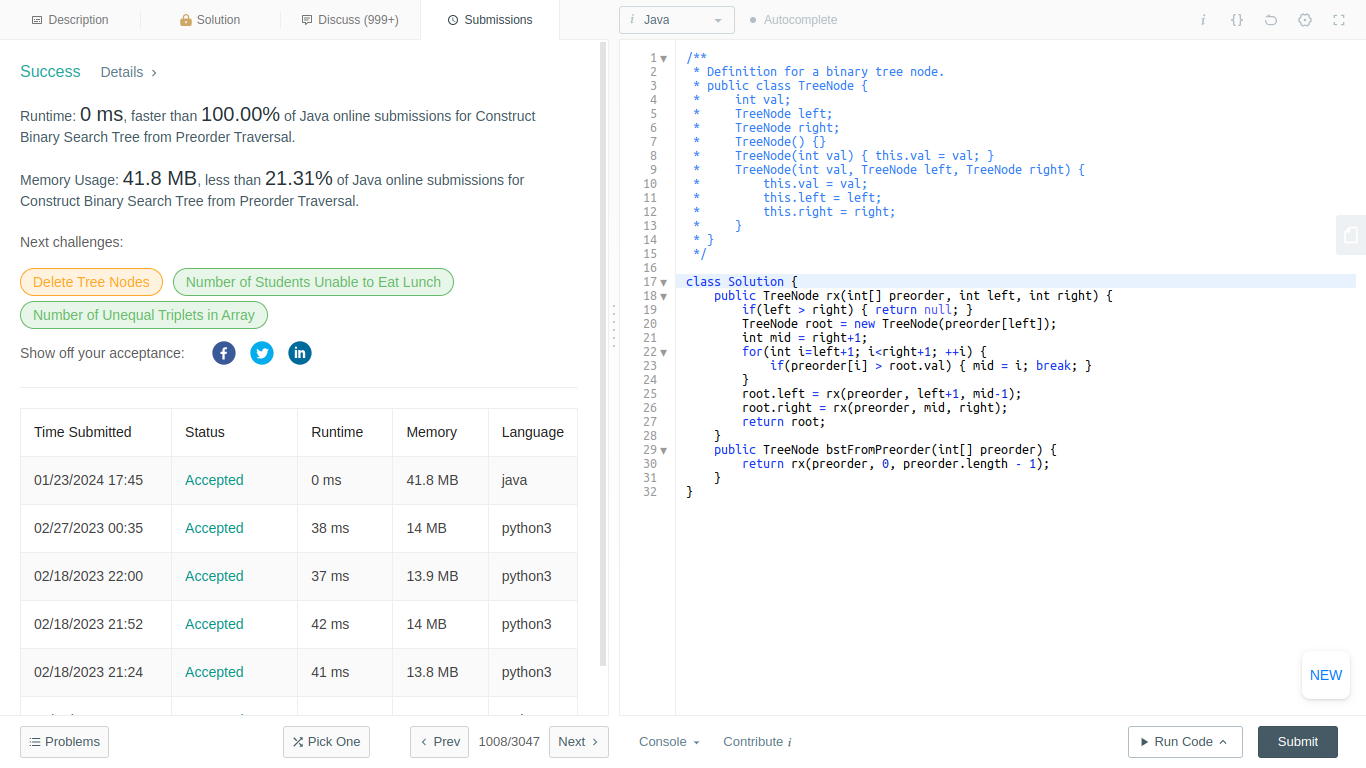 Description
Solution
Discuss (999+)
Submissions
i Java
Autocomplete
i {}
Success
Details
Runtime: 0 ms, faster than 100.00% of Java online submissions for Construct
Binary Search Tree from Preorder Traversal.
Memory Usage: 41.8 MB, less than 21.31% of Java online submissions for
Construct Binary Search Tree from Preorder Traversal.
Next challenges:
Delete Tree Nodes
Number of Students Unable to Eat Lunch
Number of Unequal Triplets in Array
Show off your acceptance:
Time Submitted Status Runtime Memory Language
01/23/2024 17:45 Accepted 0 ms 41.8 MB java
02/27/2023 00:35 Accepted 38 ms 14 MB python3
02/18/2023 22:00 Accepted 37 ms 13.9 MB python3
02/18/2023 21:52 Accepted 42 ms 14 MB python3
02/18/2023 21:24 Accepted 41 ms 13.8 MB python3
1 /**
2  * Definition for a binary tree node.
3  * public class TreeNode {
4  *     int val;
5  *     TreeNode left;
6  *     TreeNode right;
7  *     TreeNode() {}
8  *     TreeNode(int val) { this.val = val; }
9  *     TreeNode(int val, TreeNode left, TreeNode right) {
10  *         this.val = val;
11  *         this.left = left;
12  *         this.right = right;
13  *     }
14  * }
15  */
16
17 class Solution {
18     public TreeNode rx(int[] preorder, int left, int right) {
19         if(left > right) { return null; }
20         TreeNode root = new TreeNode(preorder[left]);
21         int mid = right+1;
22         for(int i=left+1; i<right+1; ++i) {
23             if(preorder[i] > root.val) { mid = i; break; }
24         }
25         root.left = rx(preorder, left+1, mid-1);
26         root.right = rx(preorder, mid, right);
27         return root;
28     }
29     public TreeNode bstFromPreorder(int[] preorder) {
30         return rx(preorder, 0, preorder.length - 1);
31     }
32 }
NEW
Problems
Pick One
Prev
1008/3047
Next
Console
Contribute i
Run Code
Submit